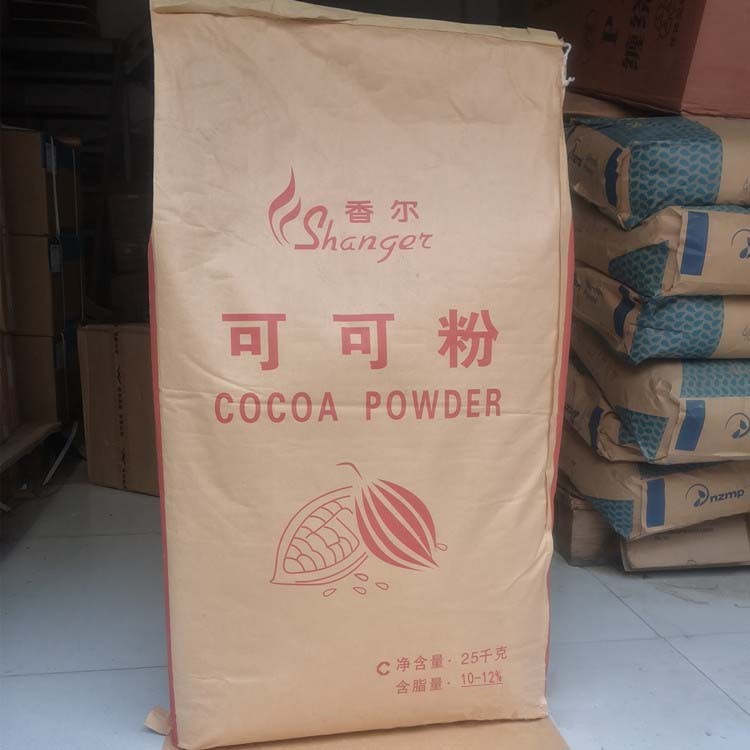 香尔
Shanger
可可粉
COCOA POWDER
C 净含量·25千克
含脂量·10-12%
nzmp